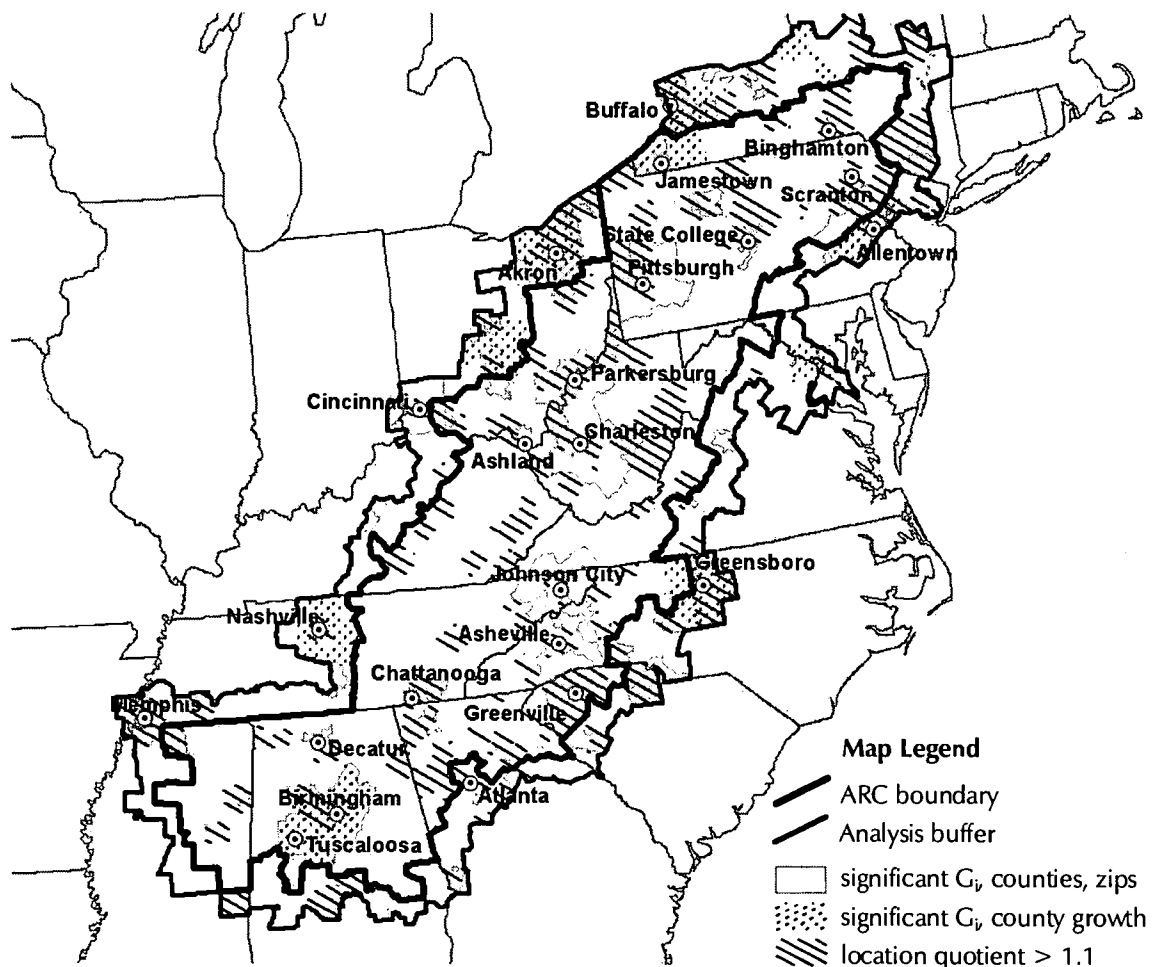 Buffalo
Binghamton
Jamestown
Scranton
State College
Allentown
Akron
Pittsburgh
Parkersburg
Cincinnati
Charleston
Ashland
Johnson City
Greensboro
Nashville
Asheville
Chattanooga
Memphis
Greenville
Decatur
Atlanta
Birmingham
Tuscaloosa
Map Legend
ARC boundary
Analysis buffer
significant Gi, counties, zips
significant Gi, county growth
location quotient > 1.1